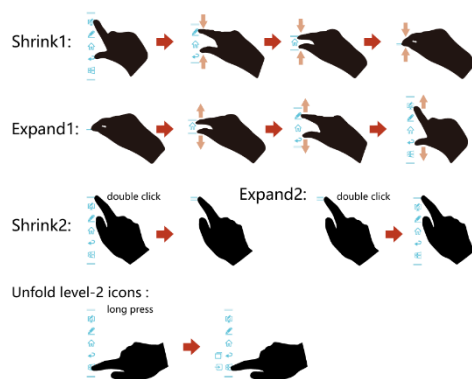 Shrink1:
Expand1:
double click
Expand2:
double click
Shrink2:
Unfold level-2 icons :
long press